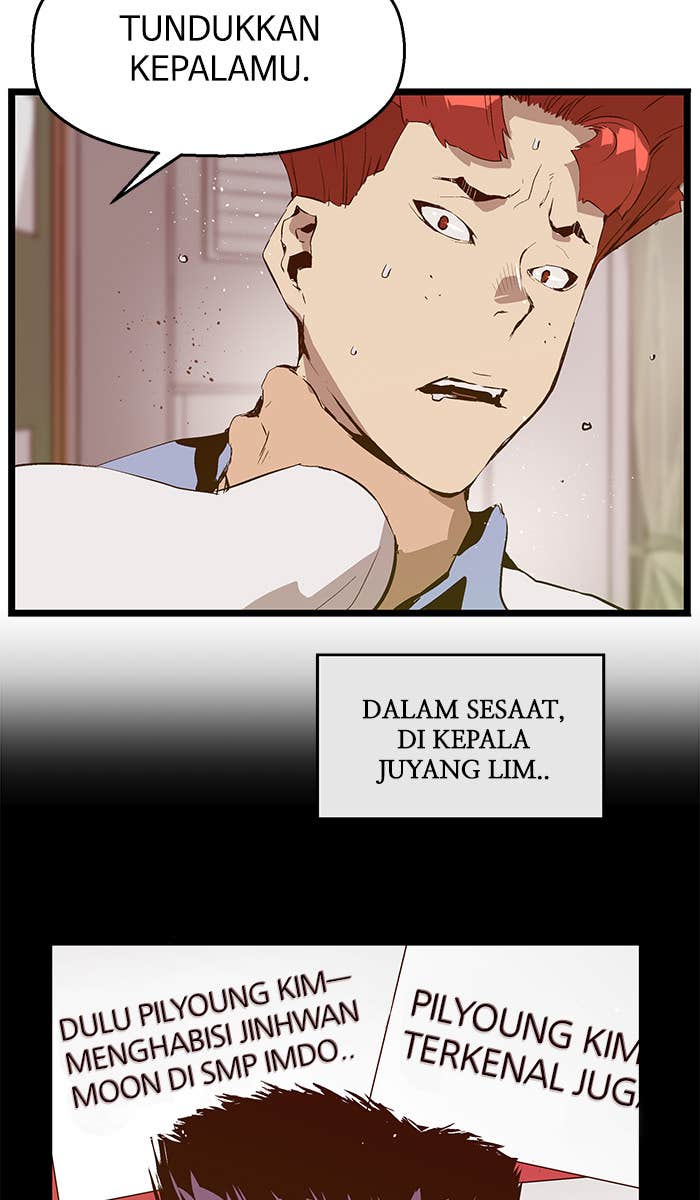 TUNDUKKAN
KEPALAMU.
DALAM SESAAT,
DI KEPALA
JUYANG LIM..
DULU PILYOUNG KIM—
MENGHABISI JINHWAN
MOON DI SMP IMDO..
PILYOUNG KIM
TERKENAL JUGA